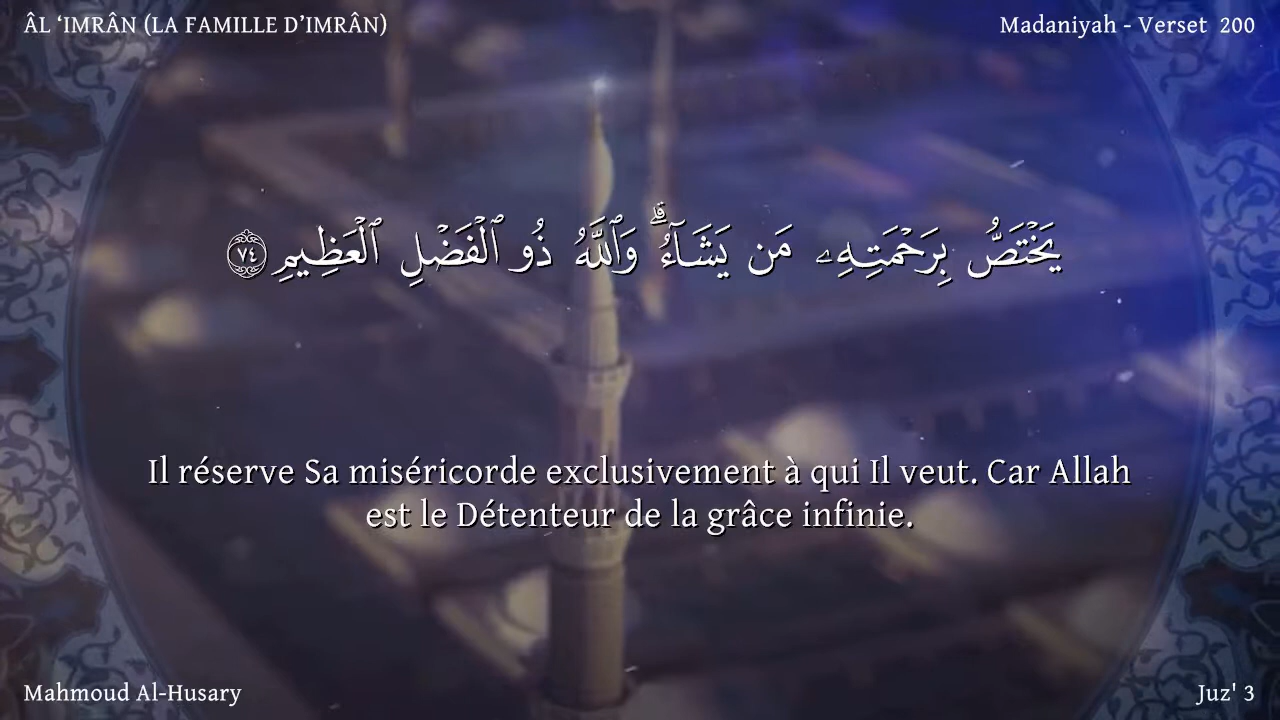 ÂL ‘IMRÂN (LA FAMILLE D’IMRÂN)
Madaniyah - Verset 200
يَخْتَصُّ بِرَحْمَتِهِۦ مَن يَشَآءُ ۗ وَٱللَّهُ ذُو ٱلْفَضْلِ ٱلْعَظِيمِ ٧٤
Il réserve Sa miséricorde exclusivement à qui Il veut. Car Allah
est le Détenteur de la grâce infinie.
Mahmoud Al-Husary
Juz' 3